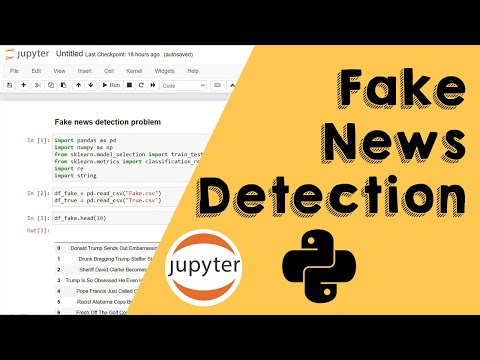 jupyter Untitled Last Checkpoint: 18 hours ago (autosaved)
File Edit View Insert Cell Kernel Widgets Help
Run Code
Fake news detection problem
In [1]: import pandas as pd
import numpy as np
from sklearn.model_selection import train_test
from sklearn.metrics import classification_re
import re
import string
In [2]: df_fake = pd.read_csv("Fake.csv")
df_true = pd.read_csv("True.csv")
In [3]: df_fake.head(10)
Out[3]:
0 Donald Trump Sends Out Embarrassing
1 Drunk Bragging Trump Staffer St
2 Sheriff David Clarke Becomes
3 Trump Is So Obsessed He Even
4 Pope Francis Just Called
5 Racist Alabama Cops B
6 Fresh Off The Golf Co
Fake
News
Detection
jupyter